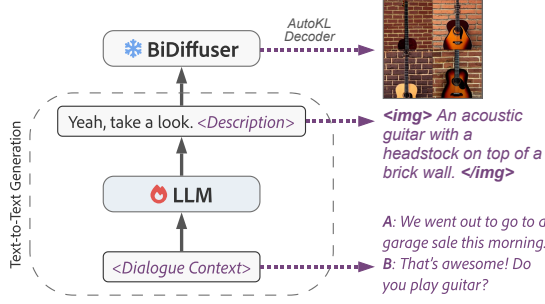 AutoKL
Decoder
BiDiffuser
Yeah, take a look. <Description>
<img> An acoustic
guitar with a
headstock on top of a
brick wall. </img>
Text-to-Text Generation
LLM
A: We went out to go to a
garage sale this morning.
B: That's awesome! Do
you play guitar?
<Dialogue Context>